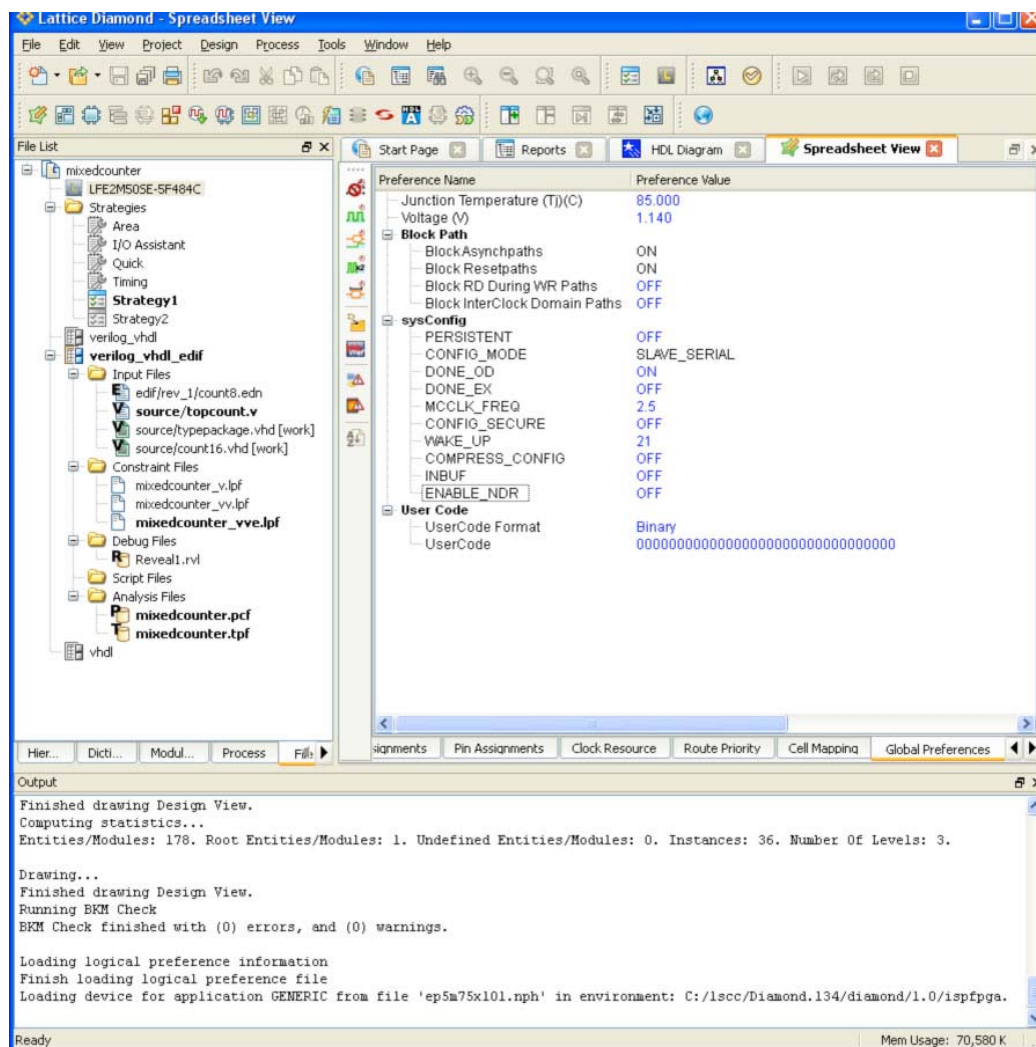 Lattice Diamond - Spreadsheet View
File Edit View Project Design Process Tools Window Help
File List
Start Page
Reports
HDL Diagram
Spreadsheet View
mixedcounter
LFE2M50SE-5F484C
Strategies
Area
I/O Assistant
Quick
Timing
Strategy1
Strategy2
verilog_vhdl
verilog_vhdl_edif
Input Files
edif/rev_1/count8.edn
source/topcount.v
source/typepackage.vhd [work]
source/count16.vhd [work]
Constraint Files
mixedcounter_v.lpf
mixedcounter_vv.lpf
mixedcounter_vve.lpf
Debug Files
Reveal1.rvl
Script Files
Analysis Files
mixedcounter.pcf
mixedcounter.tpf
vhdl
Hier... Dicti... Modul... Process
Preference Name Preference Value
Junction Temperature (Tj)(C) 85.000
Voltage (V) 1.140
Block Path
Block Asynchpaths ON
Block Resetpaths ON
Block RD During WR Paths OFF
Block InterClock Domain Paths OFF
sysConfig
PERSISTENT OFF
CONFIG_MODE SLAVE_SERIAL
DONE_OD ON
DONE_EX OFF
MCCLK_FREQ 2.5
CONFIG_SECURE OFF
WAKE_UP 21
COMPRESS_CONFIG OFF
INBUF OFF
ENABLE_NDR OFF
User Code
UserCode Format Binary
UserCode 00000000000000000000000000000000
signments Pin Assignments Clock Resource Route Priority Cell Mapping Global Preferences
Output
Finished drawing Design View.
Computing statistics...
Entities/Modules: 178. Root Entities/Modules: 1. Undefined Entities/Modules: 0. Instances: 36. Number Of Levels: 3.
Drawing...
Finished drawing Design View.
Running BKM Check
BKM Check finished with (0) errors, and (0) warnings.
Loading logical preference information
Finish loading logical preference file
Loading device for application GENERIC from file 'ep5m75x101.nph' in environment: C:/lscc/Diamond.134/diamond/1.0/ispfpga.
Ready
Mem Usage: 70,580 K